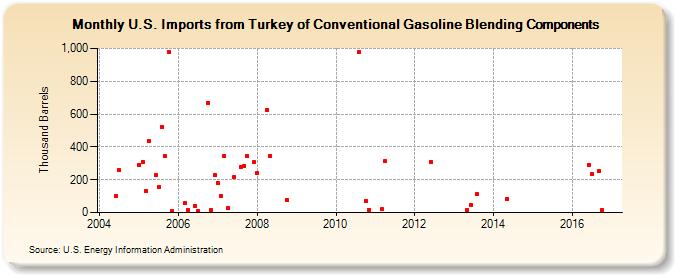 Monthly U.S. Imports from Turkey of Conventional Gasoline Blending Components
Thousand Barrels
1,000
800
600
400
200
0
2004 2006 2008 2010 2012 2014 2016
Source: U.S. Energy Information Administration